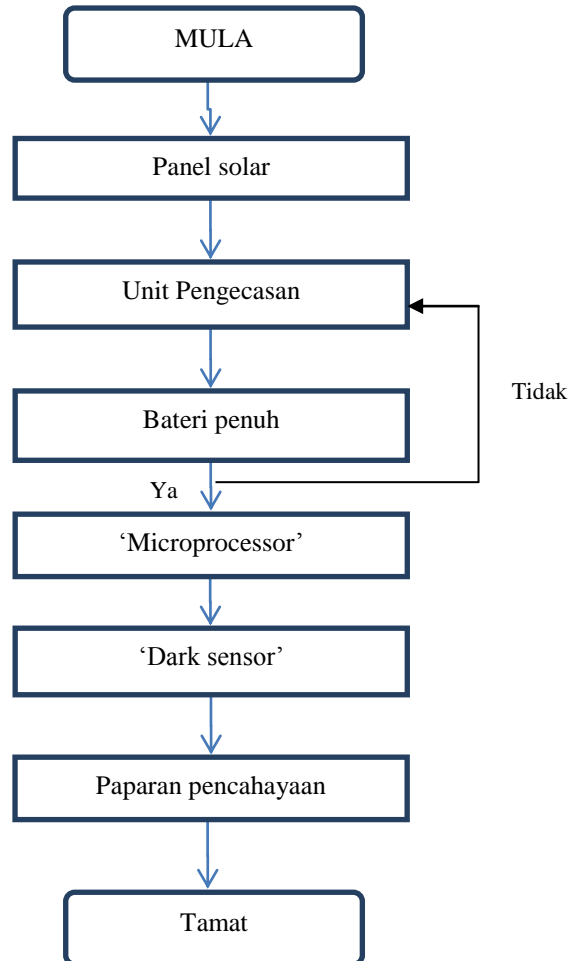 MULA
Panel solar
Unit Pengecasan
Tidak
Bateri penuh
Ya
‘Microprocessor’
‘Dark sensor’
Paparan pencahayaan
Tamat